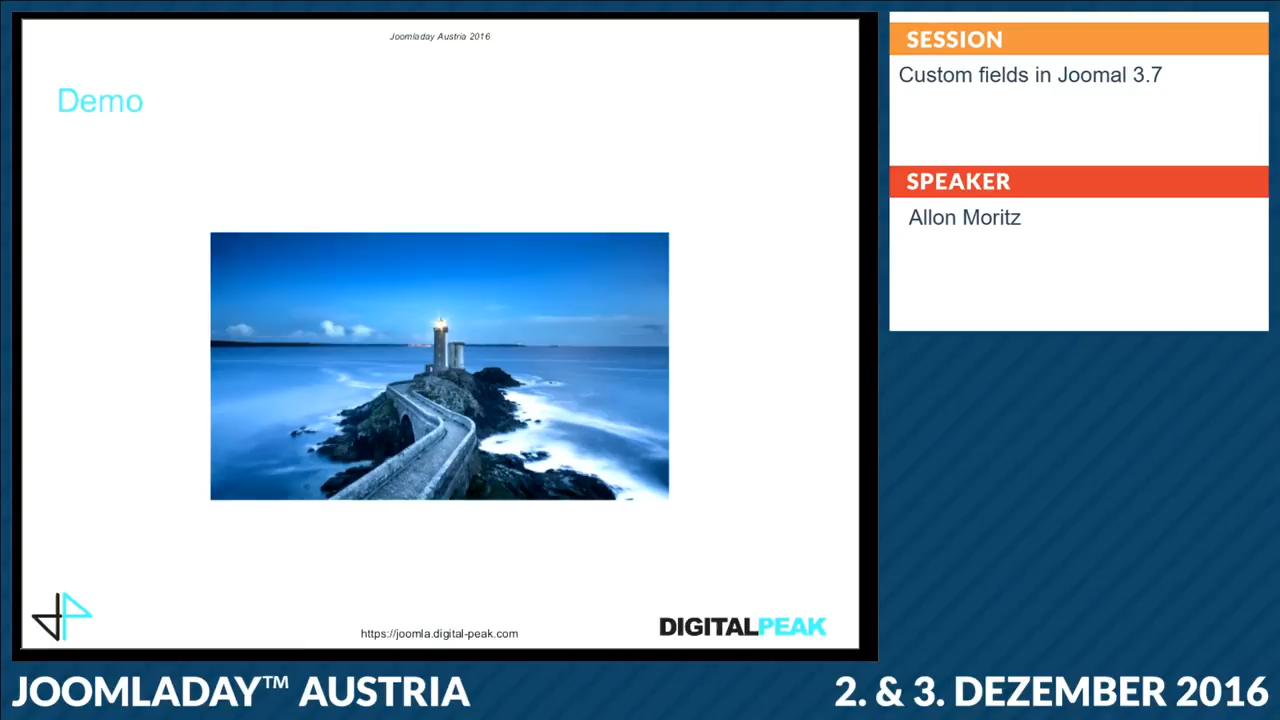 Joomladay Austria 2016
Demo
https://joomla.digital-peak.com
DIGITALPEAK
SESSION
Custom fields in Joomal 3.7
SPEAKER
Allon Moritz
JOOMLADAY™ AUSTRIA
2. & 3. DEZEMBER 2016